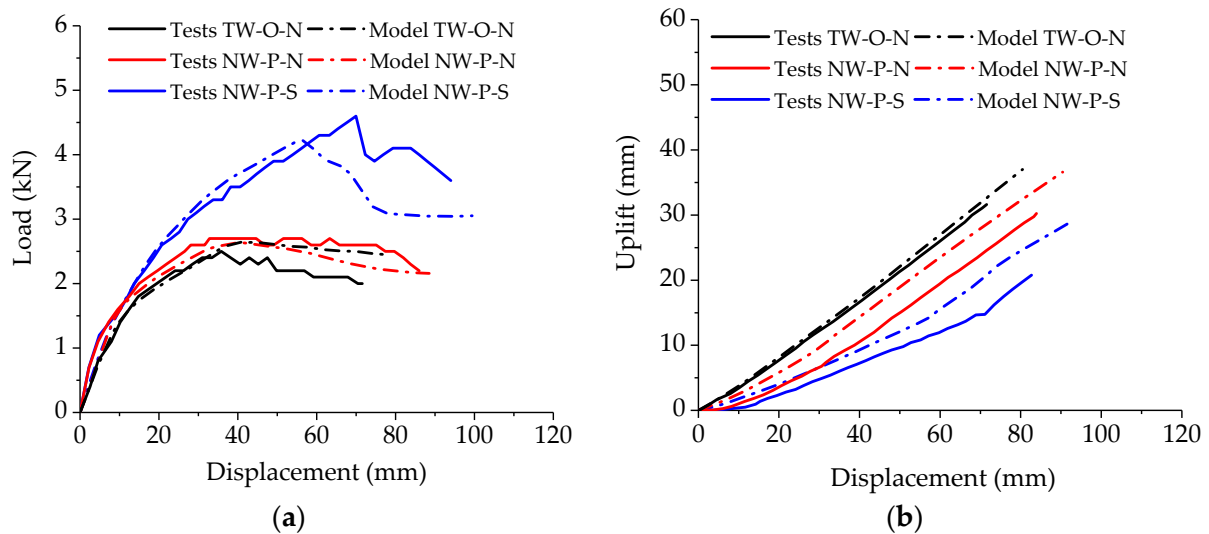 Tests TW-O-N Model TW-O-N
Tests NW-P-N Model NW-P-N
Tests NW-P-S Model NW-P-S
6
5
4
3
2
1
0
Load (kN)
0 20 40 60 80 100 120
Displacement (mm)
(a)
Tests TW-O-N Model TW-O-N
Tests NW-P-N Model NW-P-N
Tests NW-P-S Model NW-P-S
60
50
40
30
20
10
0
Uplift (mm)
0 20 40 60 80 100 120
Displacement (mm)
(b)